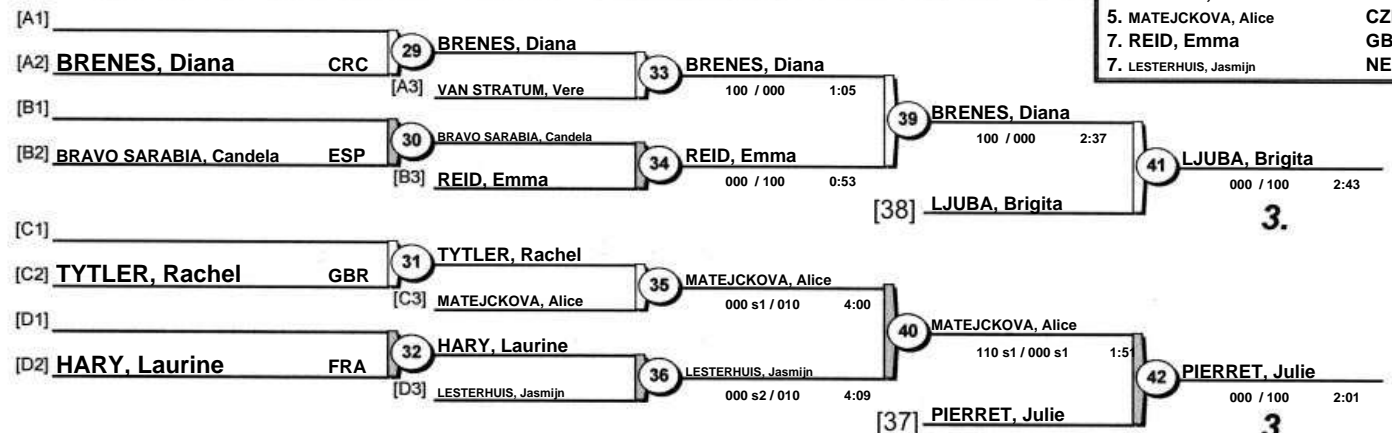 5. MATEJCKOVA, Alice
7. REID, Emma
7. LESTERHUIS, Jasmijn
[A1]
[A2] BRENES, Diana CRC
29 BRENES, Diana
[A3] VAN STRATUM, Vere
33 BRENES, Diana
100 / 000 1:05
[B1]
[B2] BRAVO SARABIA, Candela ESP
30 BRAVO SARABIA, Candela
[B3] REID, Emma
34 REID, Emma
000 / 100 0:53
39 BRENES, Diana
100 / 000 2:37
[38] LJUBA, Brigita
41 LJUBA, Brigita
000 / 100 2:43
3.
[C1]
[C2] TYTLER, Rachel GBR
31 TYTLER, Rachel
[C3] MATEJCKOVA, Alice
35 MATEJCKOVA, Alice
000 s1 / 010 4:00
[D1]
[D2] HARY, Laurine FRA
32 HARY, Laurine
[D3] LESTERHUIS, Jasmijn
36 LESTERHUIS, Jasmijn
000 s2 / 010 4:09
40 MATEJCKOVA, Alice
110 s1 / 000 s1 1:51
[37] PIERRET, Julie
42 PIERRET, Julie
000 / 100 2:01
3